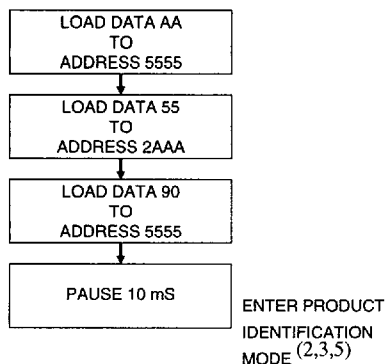 LOAD DATA AA
TO
ADDRESS 5555
LOAD DATA 55
TO
ADDRESS 2AAA
LOAD DATA 90
TO
ADDRESS 5555
PAUSE 10 mS
ENTER PRODUCT
IDENTIFICATION
MODE (2,3,5)